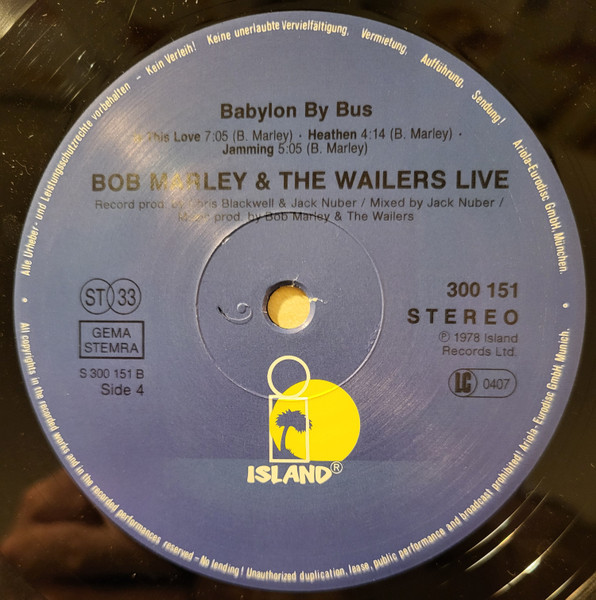 Alle Urheber- und Leistungsschutzrechte vorbehalten - Kein Verleih! Keine unerlaubte Vervielfältigung, Vermietung, Aufführung, Sendung! Ariola-Eurodisc GmbH, München.
Babylon By Bus
This Love 7:05 (B. Marley) · Heathen 4:14 (B. Marley) ·
Jamming 5:05 (B. Marley)
BOB MARLEY & THE WAILERS LIVE
Record prod. by Chris Blackwell & Jack Nuber / Mixed by Jack Nuber /
prod. by Bob Marley & The Wailers
ST 33
300 151
STEREO
GEMA
STEMRA
℗ 1978 Island
Records Ltd.
S 300 151 B
Side 4
LC 0407
ISLAND®
All copyrights in the recorded works and in the recorded performances reserved - No lending! Unauthorized duplication, lease, public performance and broadcast prohibited! Ariola-Eurodisc GmbH, Munich.